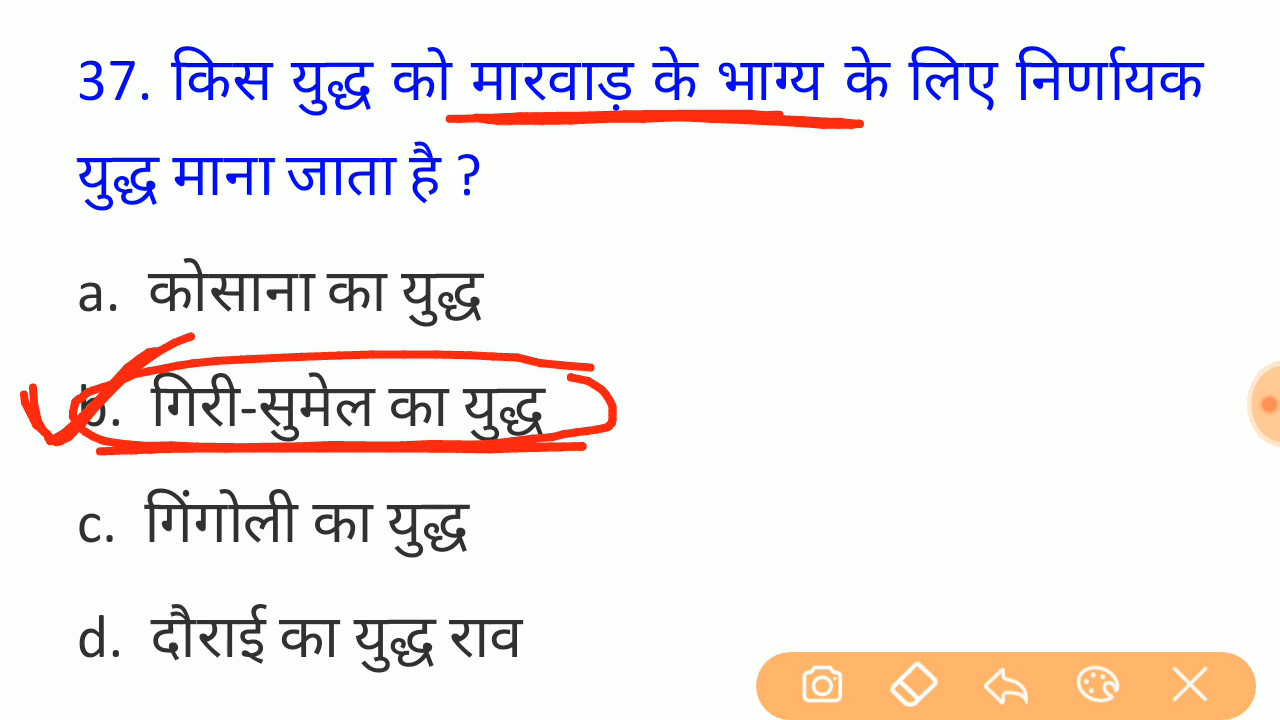 37. किस युद्ध को मारवाड़ के भाग्य के लिए निर्णायक
युद्ध माना जाता है ?
a. कोसाना का युद्ध
b. गिरी-सुमेल का युद्ध
c. गिंगोली का युद्ध
d. दौराई का युद्ध राव